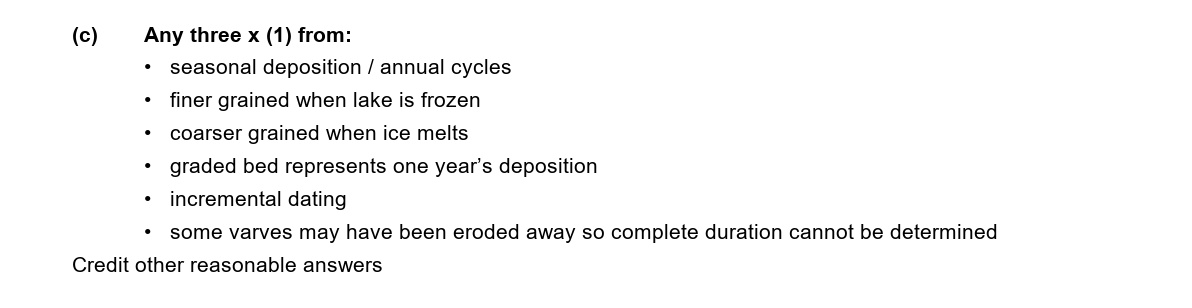 (c) Any three x (1) from:
• seasonal deposition / annual cycles
• finer grained when lake is frozen
• coarser grained when ice melts
• graded bed represents one year’s deposition
• incremental dating
• some varves may have been eroded away so complete duration cannot be determined
Credit other reasonable answers